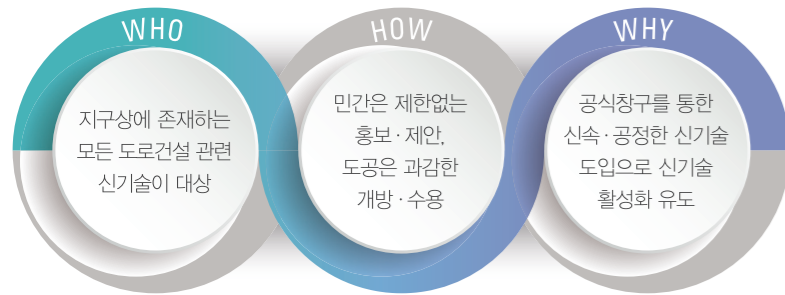 WHO
지구상에 존재하는
모든 도로건설 관련
신기술이 대상
HOW
민간은 제한없는
홍보·제안,
도공은 과감한
개방·수용
WHY
공식창구를 통한
신속·공정한 신기술
도입으로 신기술
활성화 유도